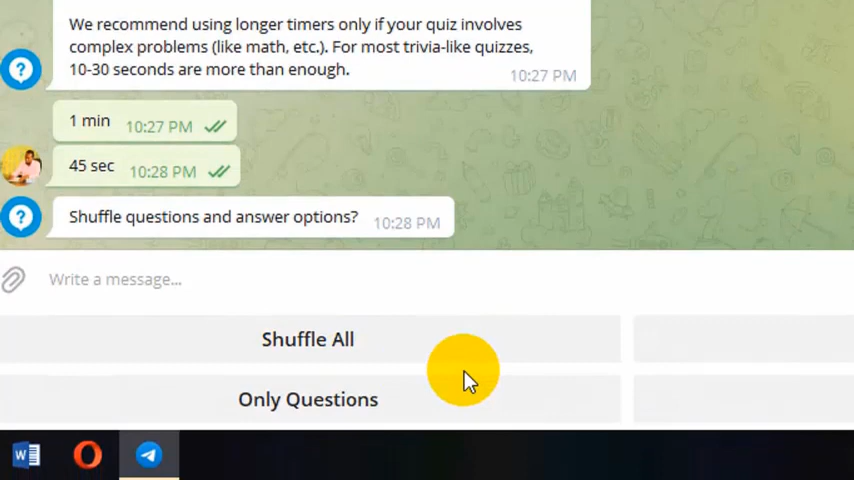 We recommend using longer timers only if your quiz involves
complex problems (like math, etc.). For most trivia-like quizzes,
10-30 seconds are more than enough.
10:27 PM
1 min 10:27 PM
45 sec 10:28 PM
Shuffle questions and answer options? 10:28 PM
Write a message...
Shuffle All
Only Questions
W